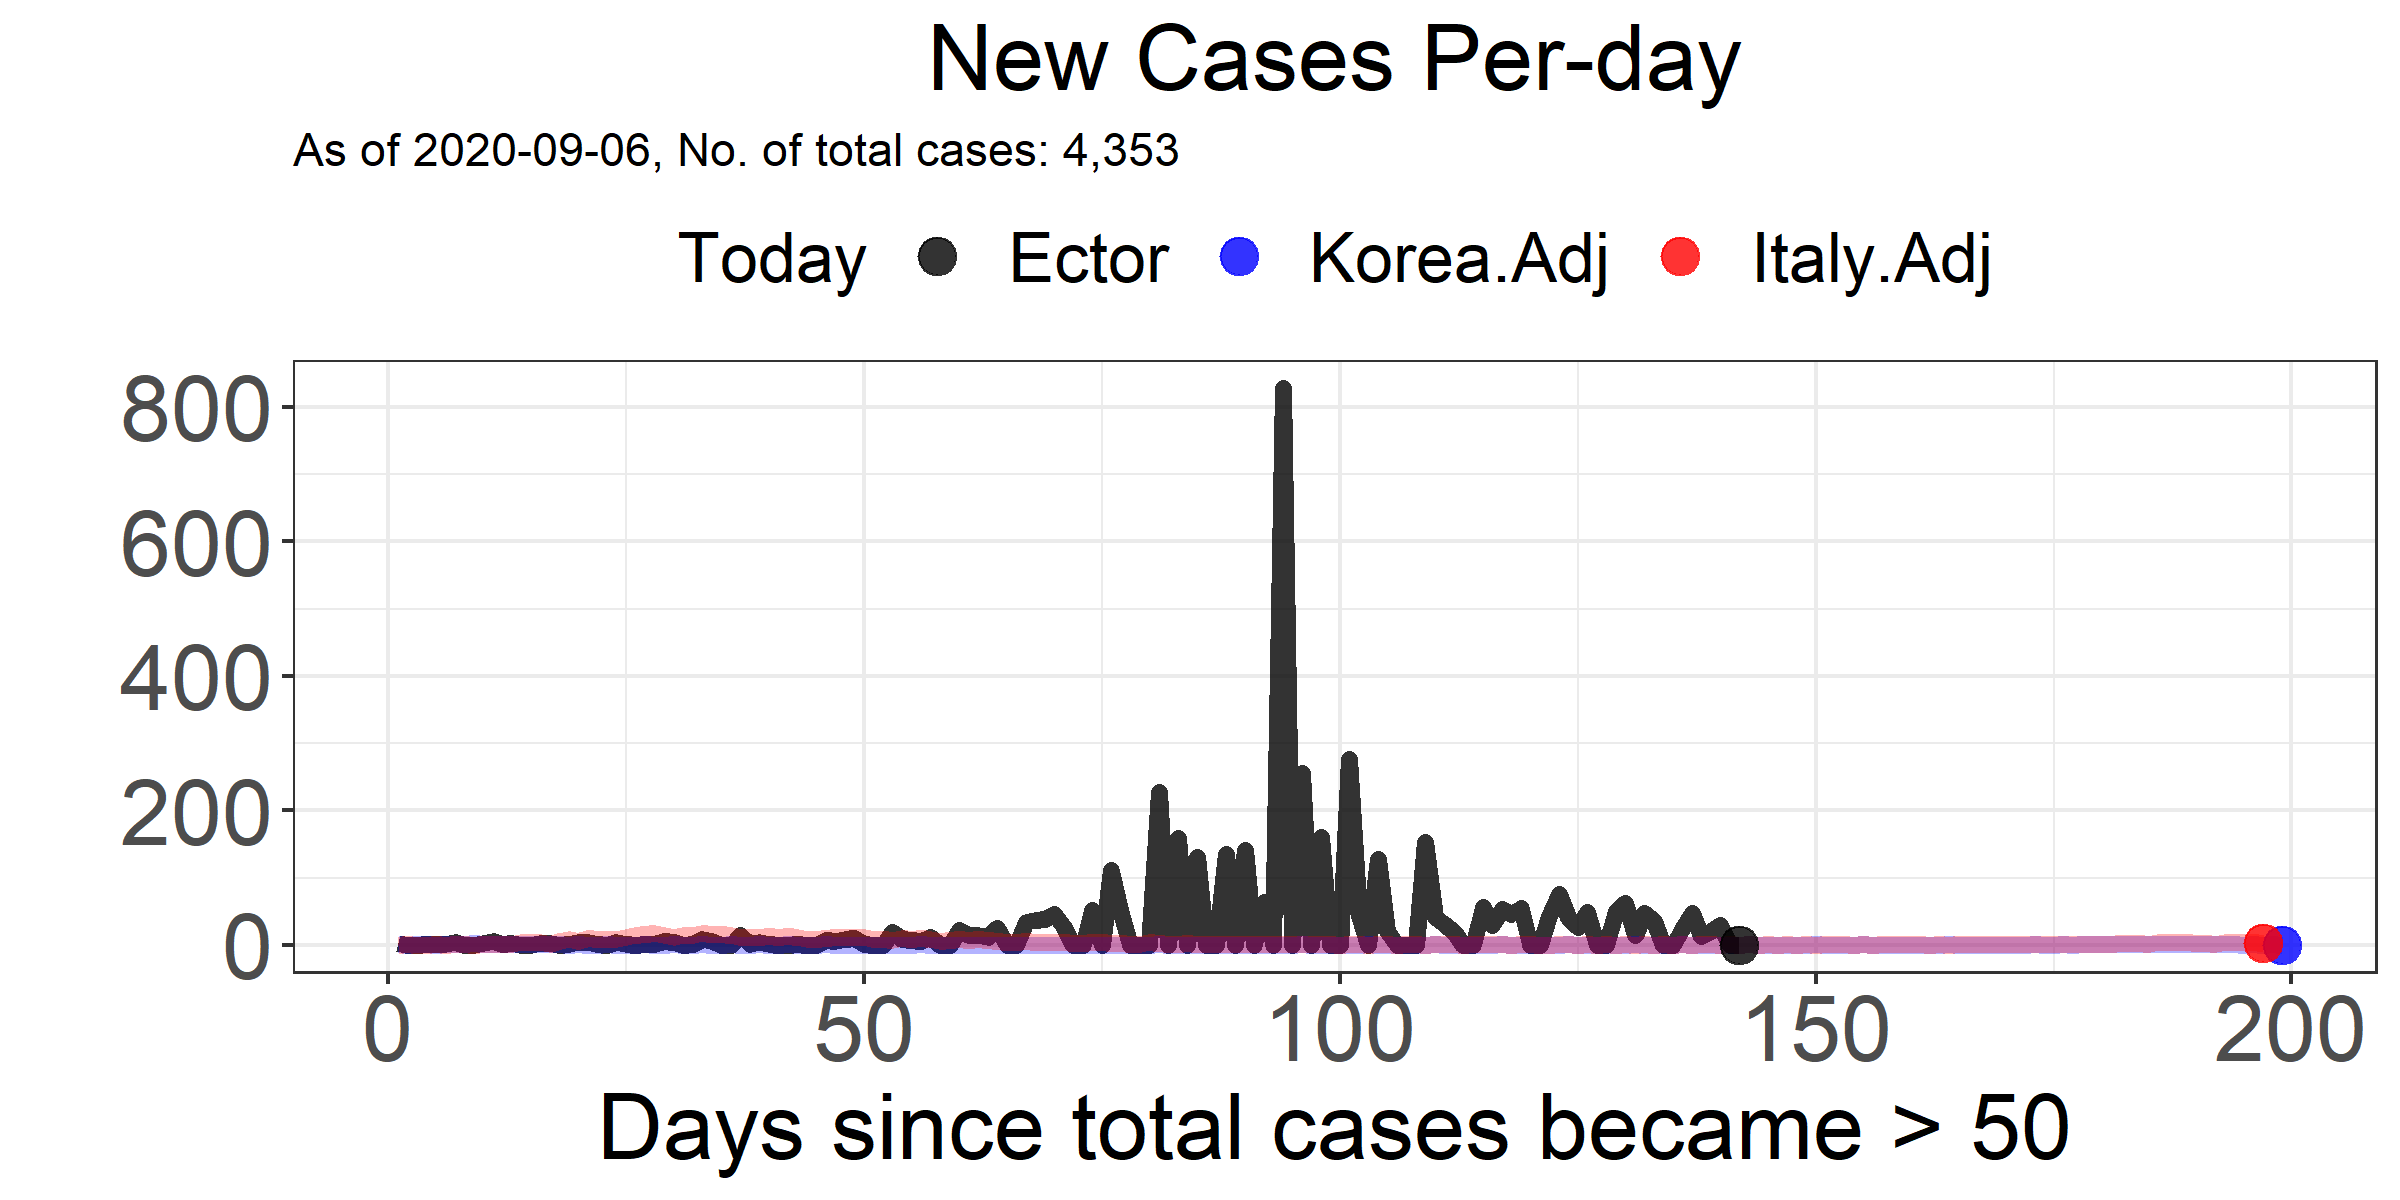 New Cases Per-day
As of 2020-09-06, No. of total cases: 4,353
Today Ector Korea.Adj Italy.Adj
800
600
400
200
0
0 50 100 150 200
Days since total cases became > 50